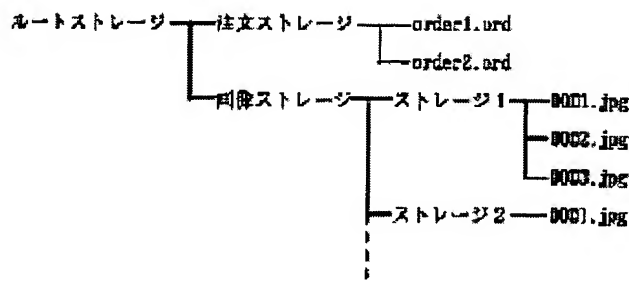 ルートストレージ 注文ストレージ order1.ord
order2.ord
画像ストレージ ストレージ1 0001.jpg
0002.jpg
0003.jpg
ストレージ2 0001.jpg